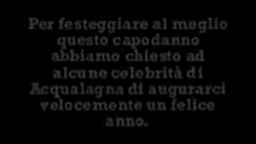 Per festeggiare al meglio
questo capodanno
abbiamo chiesto ad
alcune celebrità di
Acqualagna di augurarci
velocemente un felice
anno.